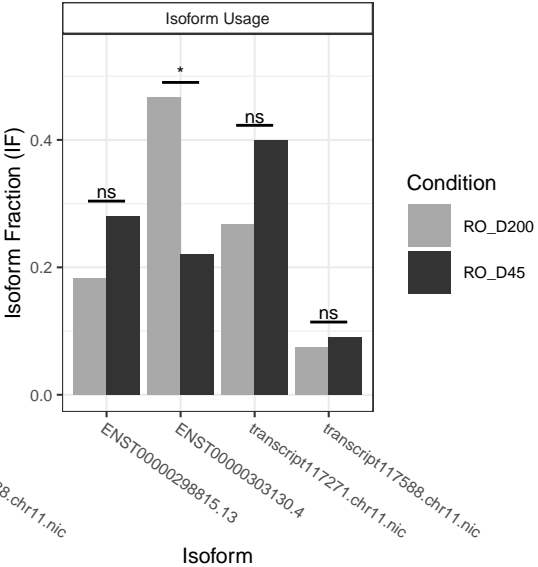 Isoform Usage
*
ns
ns
ns
0.4
0.2
0.0
Isoform Fraction (IF)
Condition
RO_D200
RO_D45
ENST00000298815.13
ENST00000303130.4
transcript117271.chr11.nic
transcript117588.chr11.nic
8.chr11.nic
Isoform